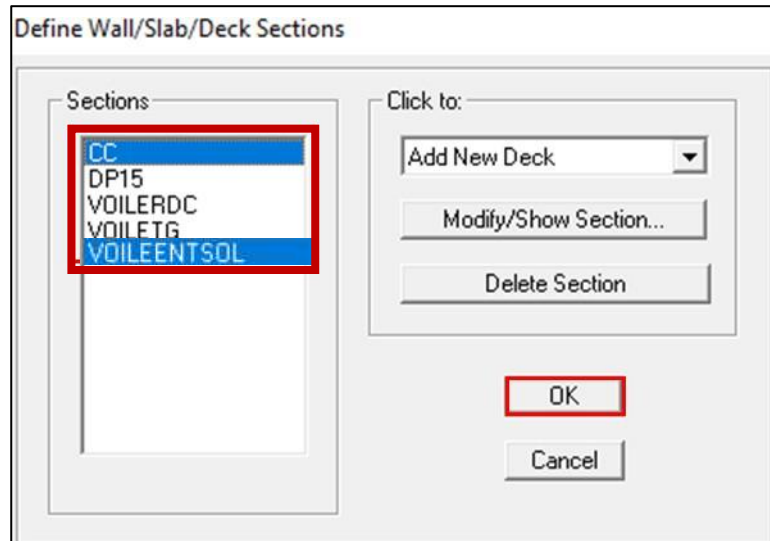 Define Wall/Slab/Deck Sections
Sections
CC
DP15
VOILERDC
VOILETG
VOILEENTSOL
Click to:
Add New Deck
Modify/Show Section...
Delete Section
OK
Cancel